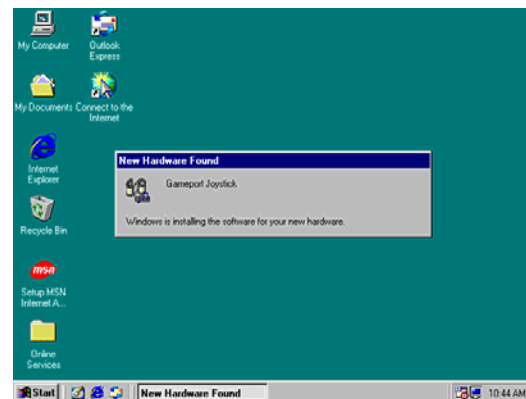 My Computer
Outlook
Express
My Documents
Connect to the
Internet
Internet
Explorer
Recycle Bin
msn
Setup MSN
Internet A...
Online
Services
New Hardware Found
Gameport Joystick
Windows is installing the software for your new hardware.
Start
New Hardware Found
10:44 AM